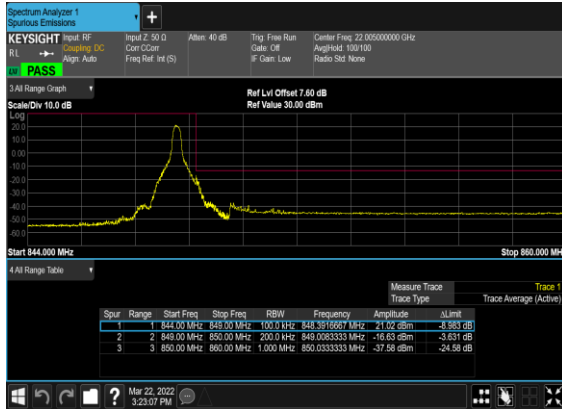 Spectrum Analyzer 1
Spurious Emissions
KEYSIGHT Input: RF Input Z: 50 Ω Atten: 40 dB Trig: Free Run Center Freq: 22.005000000 GHz
RL Coupling: DC Corr CCorr Gate: Off Avg|Hold: 100/100
Align: Auto Freq Ref: Int (S) IF Gain: Low Radio Std: None
LW PASS
3 All Range Graph
Ref Lvl Offset 7.60 dB
Scale/Div 10.0 dB Ref Value 30.00 dBm
Log
20.0
10.0
0.00
-10.0
-20.0
-30.0
-40.0
-50.0
-60.0
Start 844.000 MHz Stop 860.000 MHz
4 All Range Table
Measure Trace Trace 1
Trace Type Trace Average (Active)
Spur Range Start Freq Stop Freq RBW Frequency Amplitude ΔLimit
1 1 844.00 MHz 849.00 MHz 100.0 kHz 848.3916667 MHz 21.02 dBm -8.983 dB
2 2 849.00 MHz 850.00 MHz 200.0 kHz 849.0083333 MHz -16.63 dBm -3.631 dB
3 3 850.00 MHz 860.00 MHz 1.000 MHz 850.0333333 MHz -37.58 dBm -24.58 dB
Mar 22, 2022
3:23:07 PM